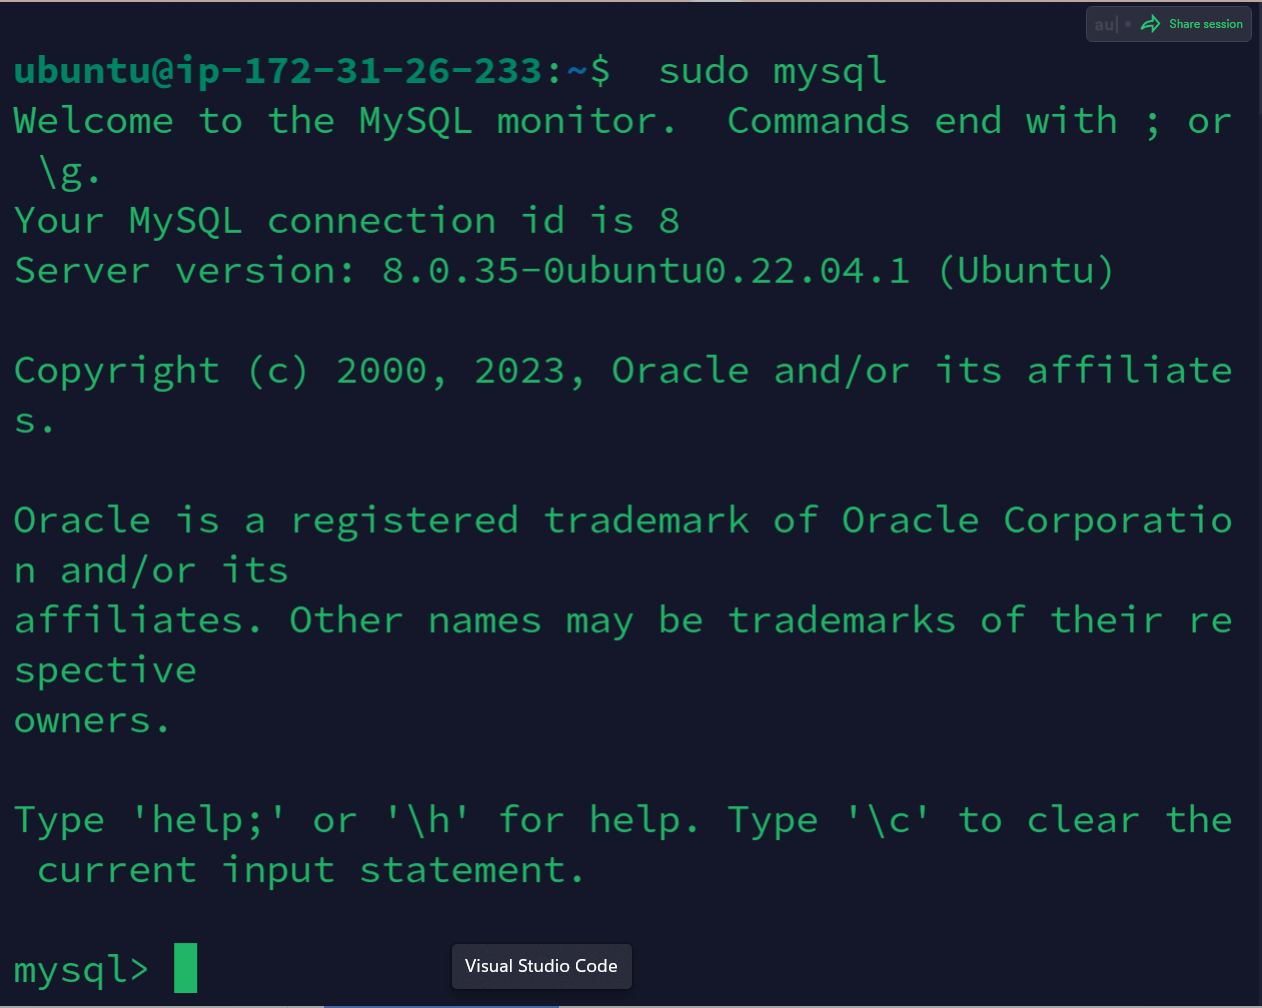 au| • Share session
ubuntu@ip-172-31-26-233:~$  sudo mysql
Welcome to the MySQL monitor.  Commands end with ; or
 \g.
Your MySQL connection id is 8
Server version: 8.0.35-0ubuntu0.22.04.1 (Ubuntu)
Copyright (c) 2000, 2023, Oracle and/or its affiliate
s.
Oracle is a registered trademark of Oracle Corporatio
n and/or its
affiliates. Other names may be trademarks of their re
spective
owners.
Type 'help;' or '\h' for help. Type '\c' to clear the
 current input statement.
mysql>
Visual Studio Code